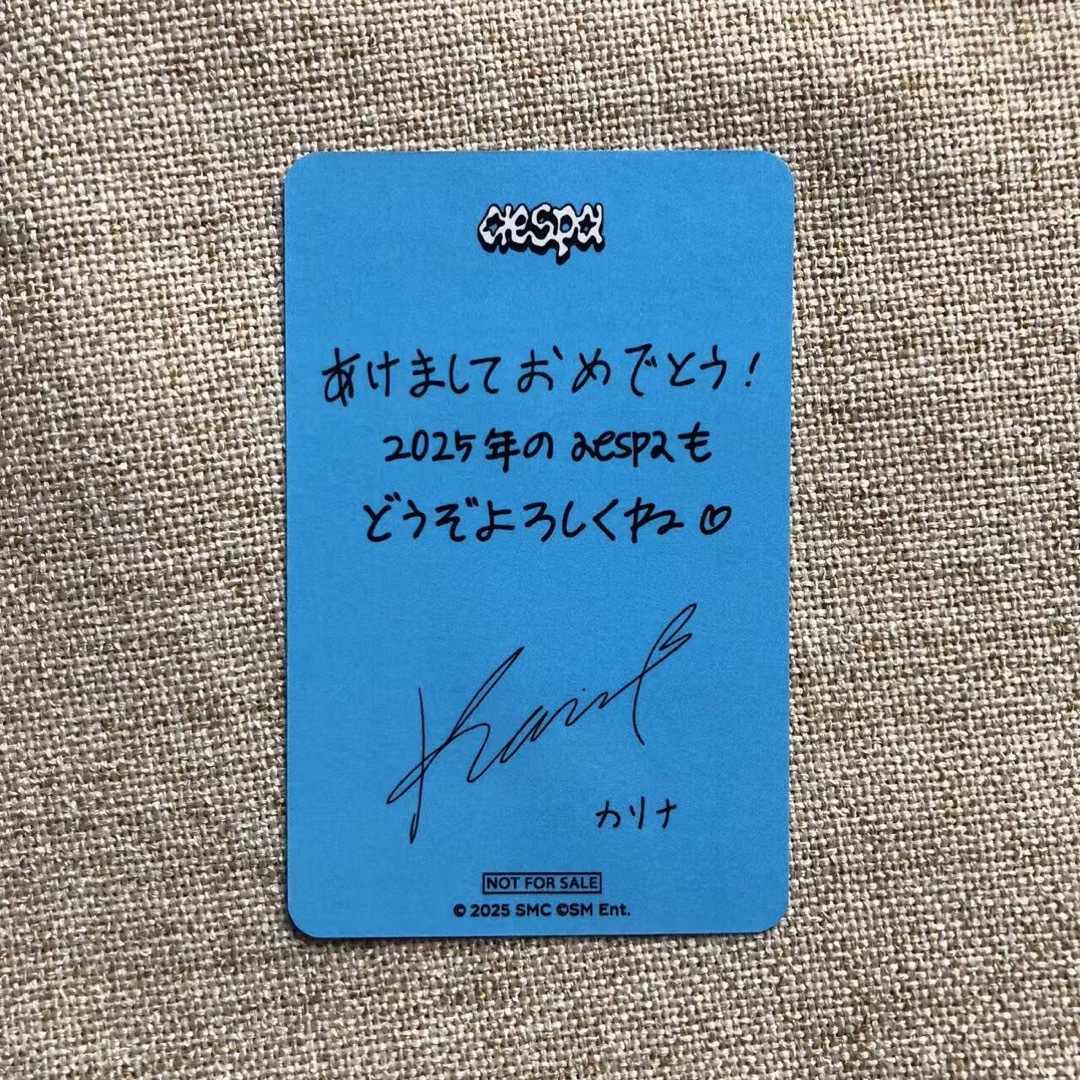 aespa
あけましておめでとう！
2025年のaespaも
どうぞよろしくね♡
Karina
カリナ
NOT FOR SALE
© 2025 SMC ©SM Ent.